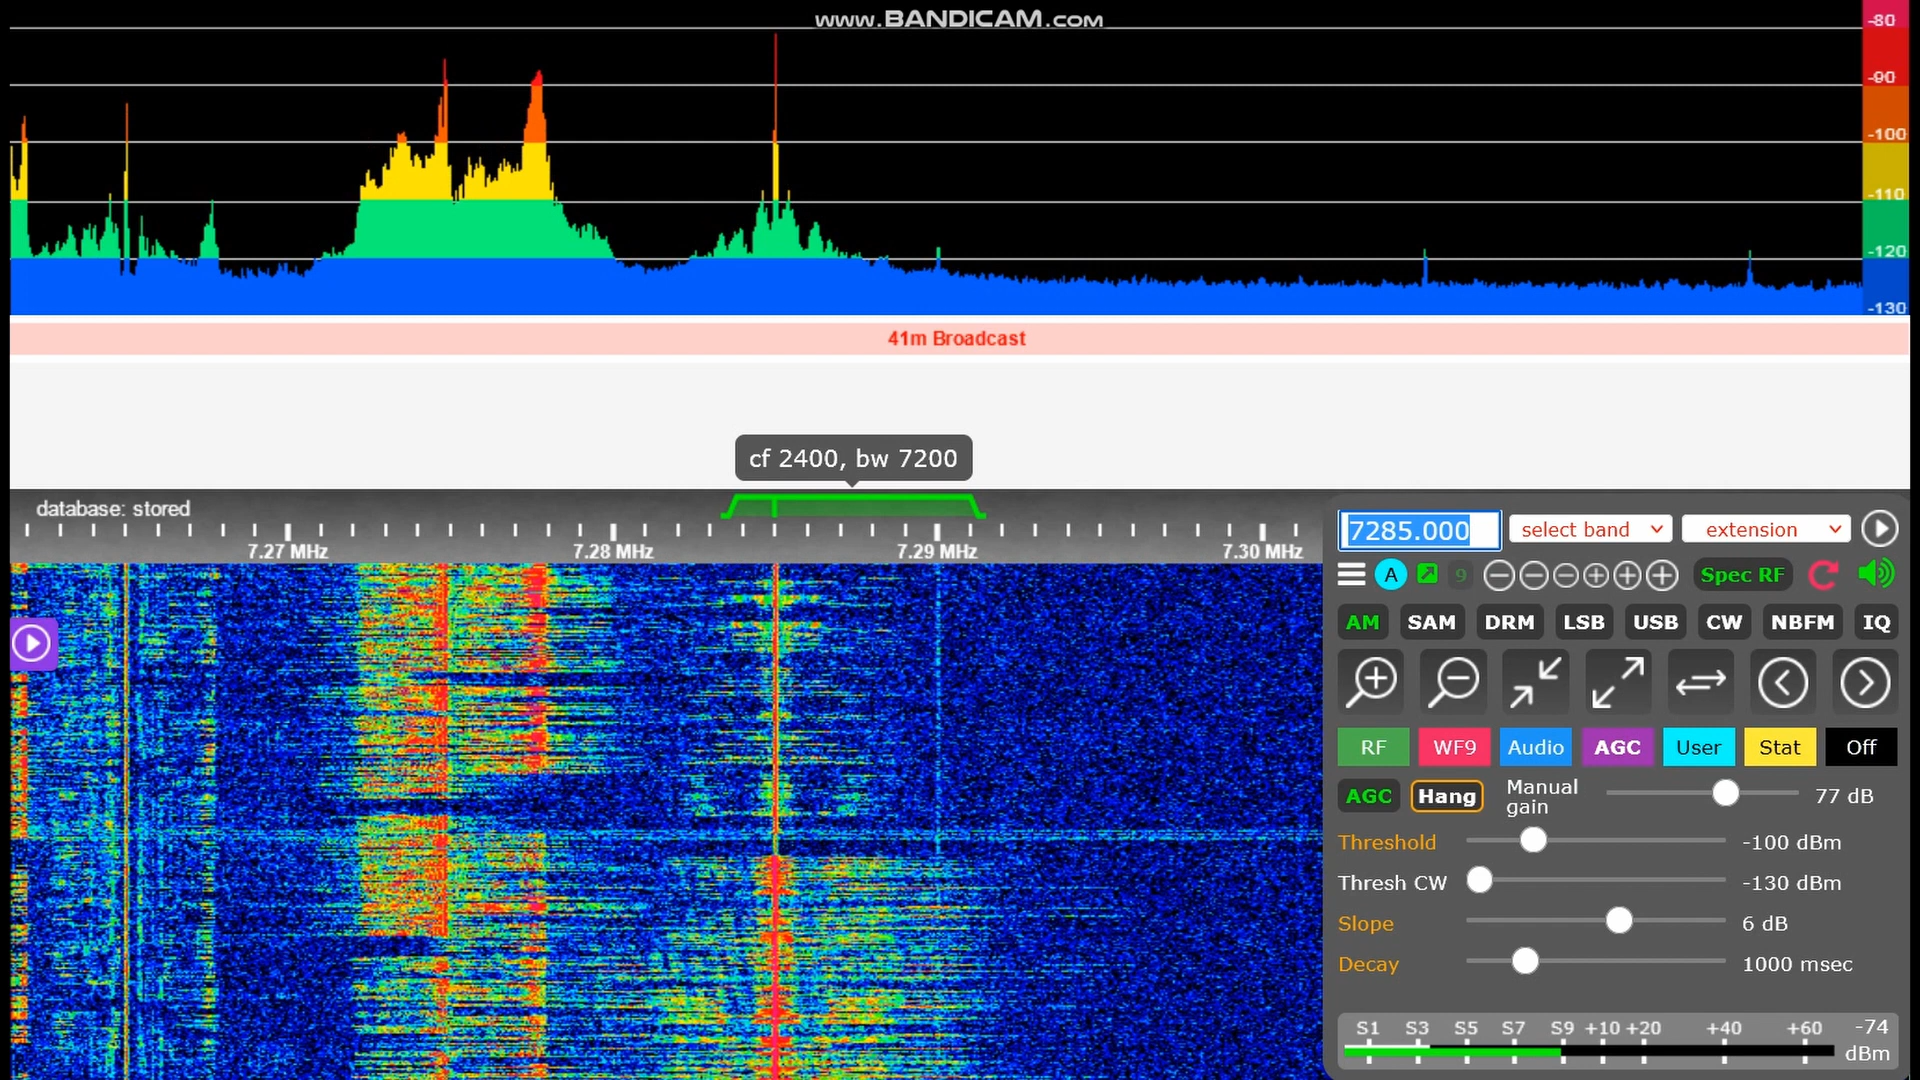 www.BANDICAM.com
-80
-90
-100
-110
-120
-130
41m Broadcast
cf 2400, bw 7200
database: stored
7.27 MHz 7.28 MHz 7.29 MHz 7.30 MHz
7285.000 select band extension
A 9 Spec RF
AM SAM DRM LSB USB CW NBFM IQ
RF WF9 Audio AGC User Stat Off
AGC Hang Manual gain 77 dB
Threshold -100 dBm
Thresh CW -130 dBm
Slope 6 dB
Decay 1000 msec
S1 S3 S5 S7 S9 +10 +20 +40 +60 -74 dBm